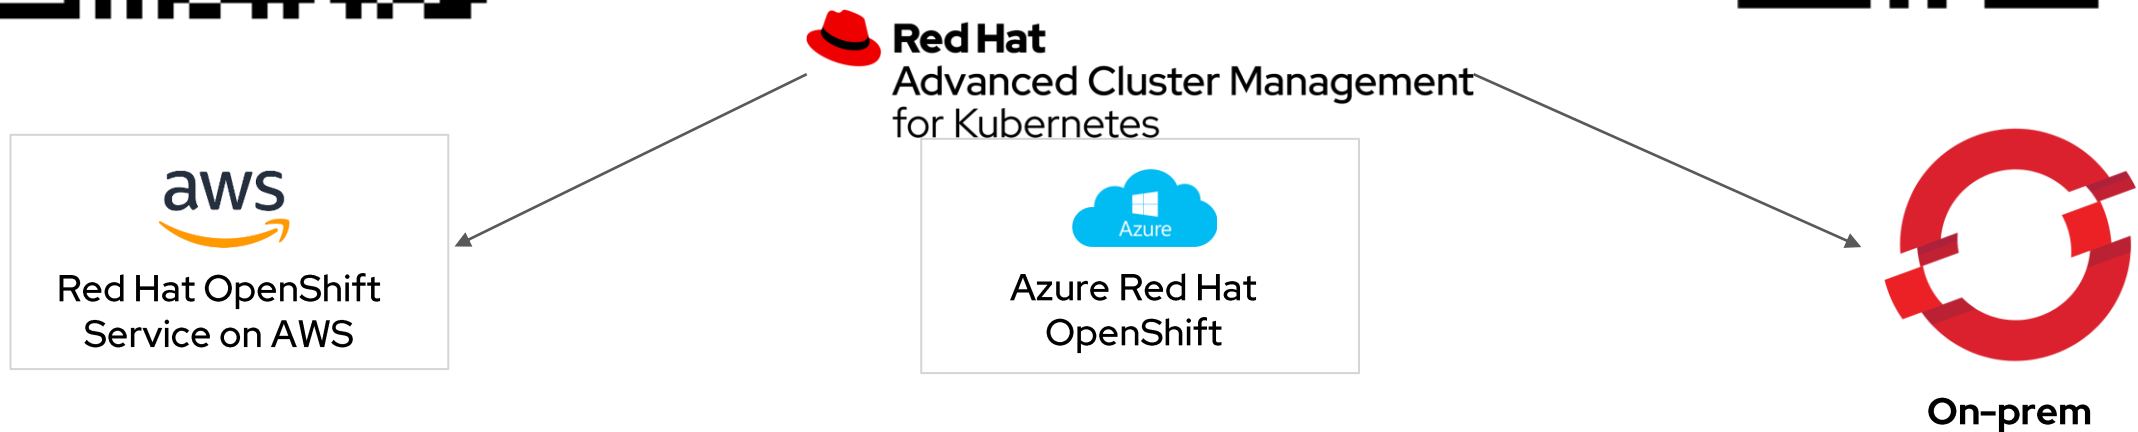 Red Hat
Advanced Cluster Management
for Kubernetes
aws
Red Hat OpenShift
Service on AWS
Azure
Azure Red Hat
OpenShift
On-prem